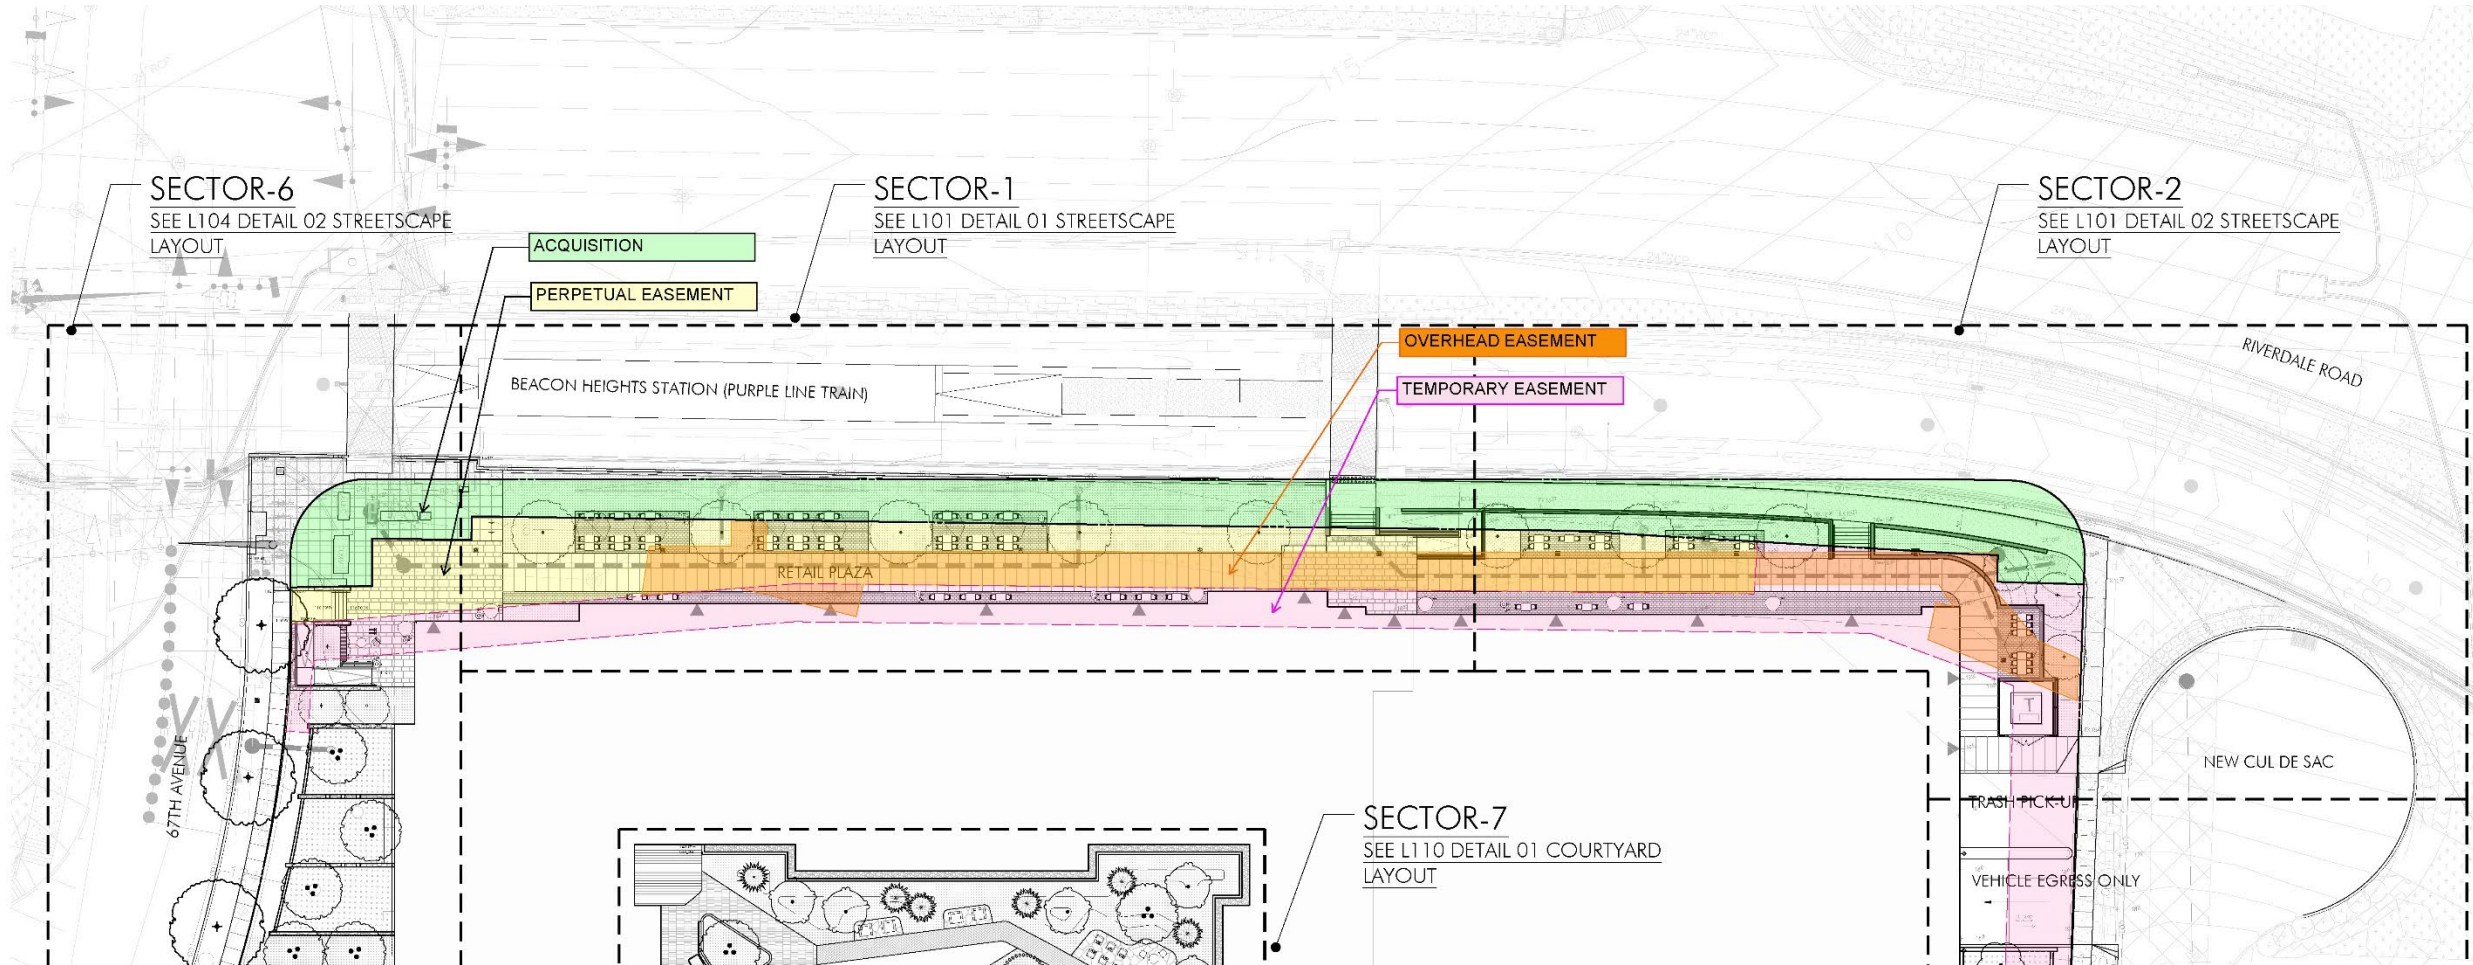 SECTOR-6
SEE L104 DETAIL 02 STREETSCAPE
LAYOUT
SECTOR-1
SEE L101 DETAIL 01 STREETSCAPE
LAYOUT
SECTOR-2
SEE L101 DETAIL 02 STREETSCAPE
LAYOUT
ACQUISITION
PERPETUAL EASEMENT
OVERHEAD EASEMENT
TEMPORARY EASEMENT
BEACON HEIGHTS STATION (PURPLE LINE TRAIN)
RIVERDALE ROAD
RETAIL PLAZA
67TH AVENUE
NEW CUL DE SAC
TRASH PICK-UP
VEHICLE EGRESS ONLY
SECTOR-7
SEE L110 DETAIL 01 COURTYARD
LAYOUT
115
T